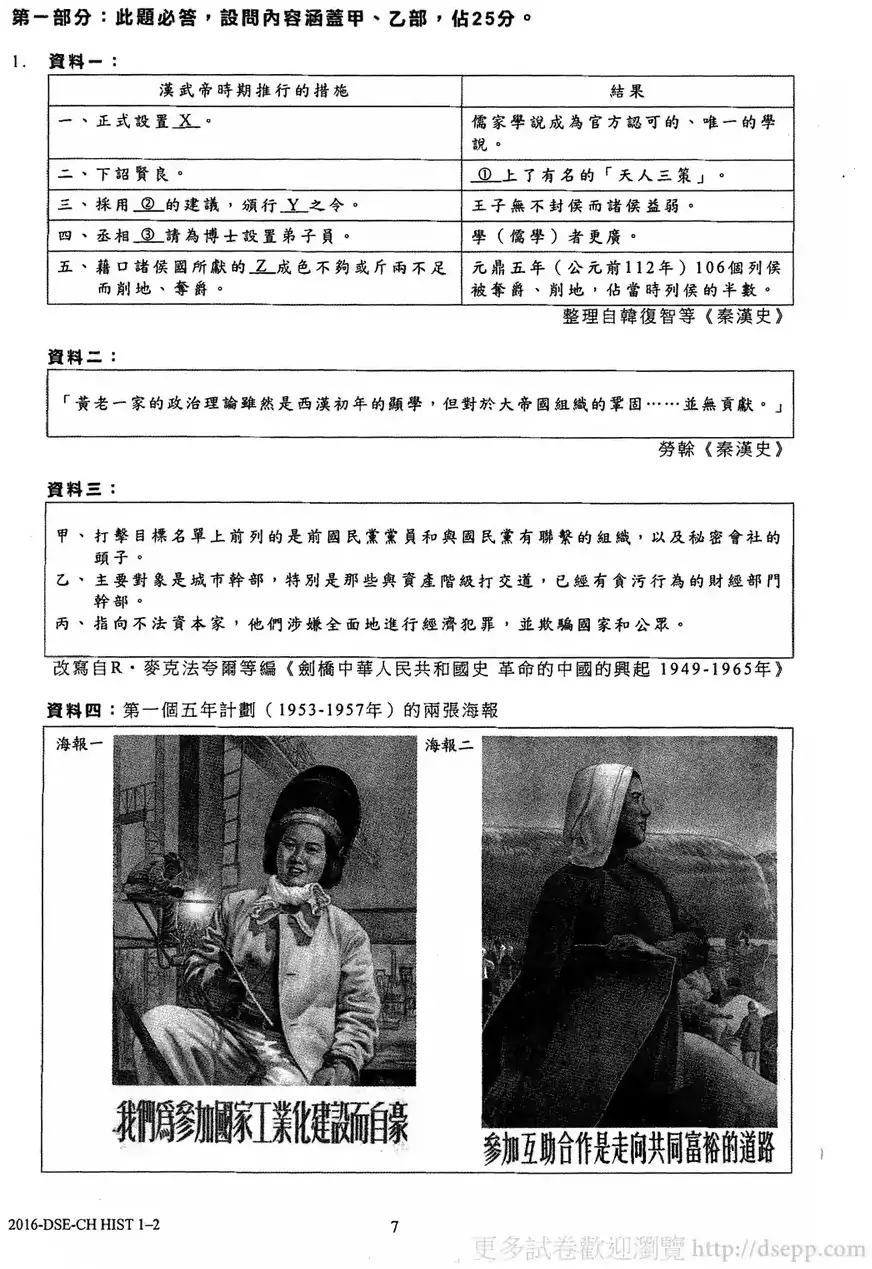 第一部分：此題必答，設問內容涵蓋甲、乙部，佔25分。
1. 資料一：
漢武帝時期推行的措施 結果
一、正式設置 X 。 儒家學說成為官方認可的、唯一的學
說。
二、下詔賢良。 ① 上了有名的「天人三策」。
三、採用 ② 的建議，頒行 Y 之令。 王子無不封侯而諸侯益弱。
四、丞相 ③ 請為博士設置弟子員。 學（儒學）者更廣。
五、藉口諸侯國所獻的 Z 成色不夠或斤兩不足 元鼎五年（公元前112年）106個列侯
而削地、奪爵。 被奪爵、削地，佔當時列侯的半數。
整理自韓復智等《秦漢史》
資料二：
「黃老一家的政治理論雖然是西漢初年的顯學，但對於大帝國組織的鞏固……並無貢獻。」
勞榦《秦漢史》
資料三：
甲、打擊目標名單上前列的是前國民黨黨員和與國民黨有聯繫的組織，以及秘密會社的
頭子。
乙、主要對象是城市幹部，特別是那些與資產階級打交道，已經有貪污行為的財經部門
幹部。
丙、指向不法資本家，他們涉嫌全面地進行經濟犯罪，並欺騙國家和公眾。
改寫自R·麥克法夸爾等編《劍橋中華人民共和國史 革命的中國的興起 1949-1965年》
資料四：第一個五年計劃（1953-1957年）的兩張海報
海報一 海報二
我們為參加國家工業化建設而自豪
參加互助合作是走向共同富裕的道路
2016-DSE-CH HIST 1–2 7
更多試卷歡迎瀏覽 http://dsepp.com/